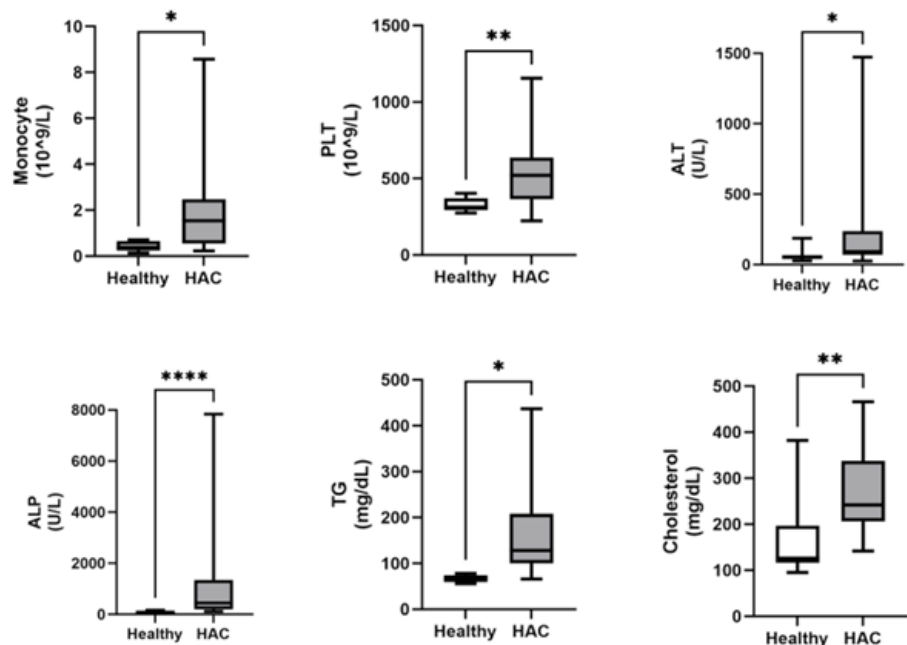 *
10
8
6
4
2
0
Monocyte
(10^9/L)
Healthy HAC
**
1500
1000
500
0
PLT
(10^9/L)
Healthy HAC
*
1500
1000
500
0
ALT
(U/L)
Healthy HAC
****
8000
6000
4000
2000
0
ALP
(U/L)
Healthy HAC
*
500
400
300
200
100
0
TG
(mg/dL)
Healthy HAC
**
500
400
300
200
100
0
Cholesterol
(mg/dL)
Healthy HAC